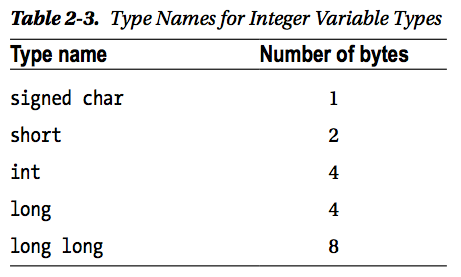 Table 2-3. Type Names for Integer Variable Types
Type name Number of bytes
signed char 1
short 2
int 4
long 4
long long 8